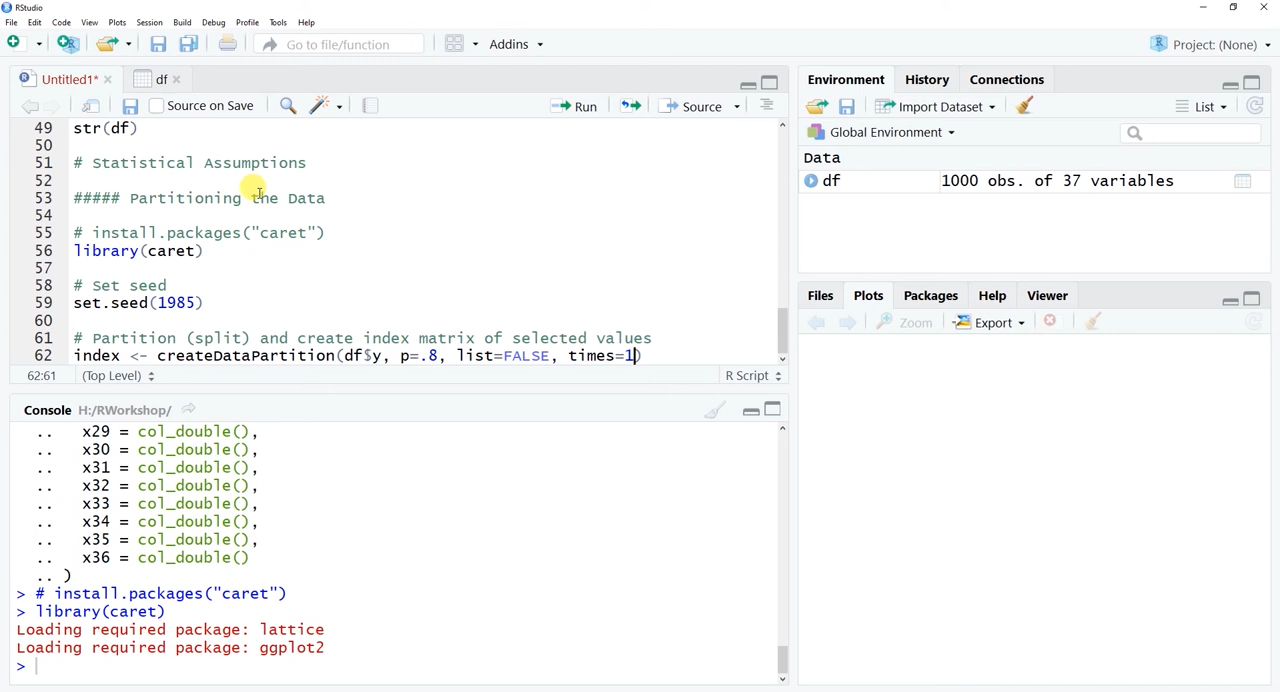 RStudio
File Edit Code View Plots Session Build Debug Profile Tools Help
Go to file/function Addins Project: (None)
Untitled1* df
Source on Save Run Source
49 str(df)
50
51 # Statistical Assumptions
52
53 ##### Partitioning the Data
54
55 # install.packages("caret")
56 library(caret)
57
58 # Set seed
59 set.seed(1985)
60
61 # Partition (split) and create index matrix of selected values
62 index <- createDataPartition(df$y, p=.8, list=FALSE, times=1)
62:61 (Top Level) R Script
Console H:/RWorkshop/
.. x29 = col_double(),
.. x30 = col_double(),
.. x31 = col_double(),
.. x32 = col_double(),
.. x33 = col_double(),
.. x34 = col_double(),
.. x35 = col_double(),
.. x36 = col_double()
.. )
> # install.packages("caret")
> library(caret)
Loading required package: lattice
Loading required package: ggplot2
>
Environment History Connections
Import Dataset List
Global Environment
Data
df 1000 obs. of 37 variables
Files Plots Packages Help Viewer
Zoom Export